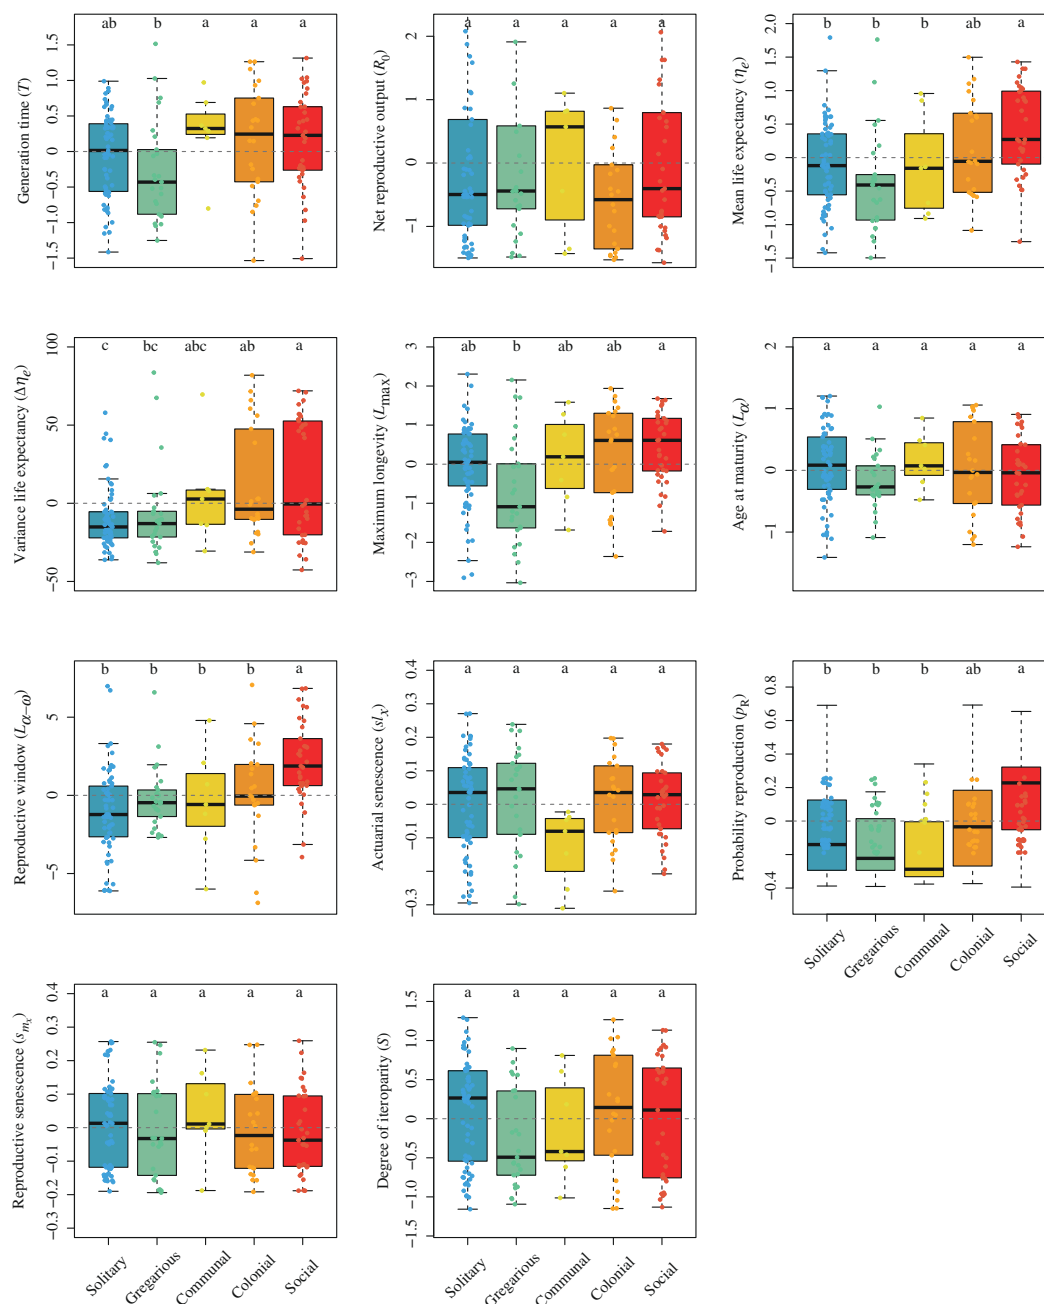 ab b a a a
Generation time (T)
1.5
1.0
0.5
0
−0.5
−1.0
−1.5
a a a a a
Net reproductive output (R0)
2
1
0
−1
b b b ab a
Mean life expectancy (ηe)
−2.0
1.5
−1.0
0.5
0
−0.5
−1.0
−1.5
c bc abc ab a
Variance life expectancy (Δηe)
100
50
0
−50
ab b ab ab a
Maximum longevity (Lmax)
3
2
1
0
−1
−2
−3
a a a a a
Age at maturity (Lα)
2
1
0
−1
b b b b a
Reproductive window (Lα−ω)
5
0
−5
a a a a a
Actuarial senescence (slx)
0.4
0.3
0.2
0.1
0
−0.1
−0.3
b b b ab a
Probability reproduction (pR)
0.8
0.6
0.4
0.2
0
−0.4
Solitary
Gregarious
Communal
Colonial
Social
a a a a a
Reproductive senescence (smx)
0.4
0.3
0.2
0.1
0
−0.1
−0.2
−0.3
Solitary
Gregarious
Communal
Colonial
Social
a a a a a
Degree of iteroparity (S)
1.5
1.0
0.5
0
−0.5
−1.0
−1.5
Solitary
Gregarious
Communal
Colonial
Social